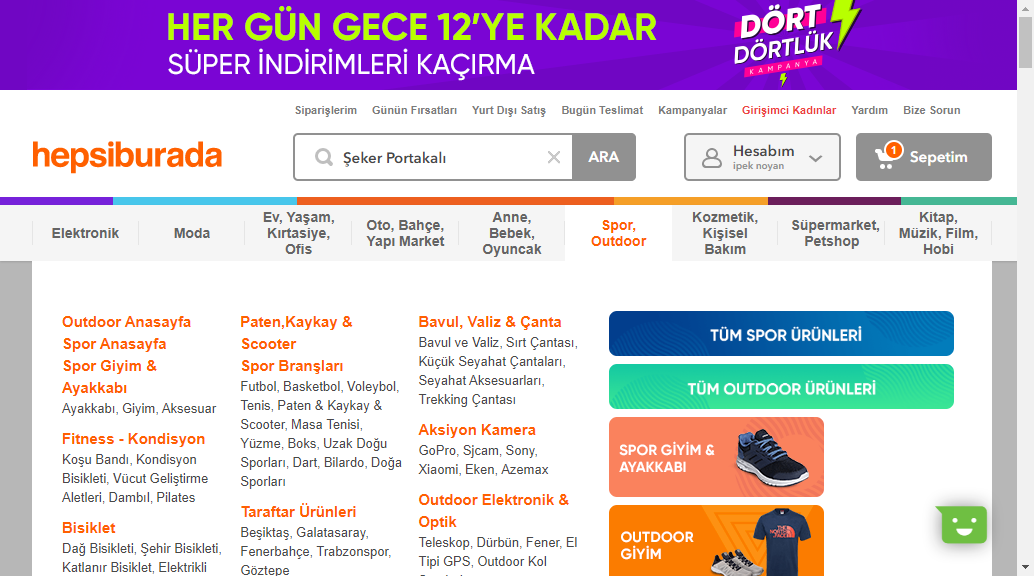 HER GÜN GECE 12'YE KADAR
SÜPER İNDİRİMLERİ KAÇIRMA
DÖRT
DÖRTLÜK
KAMPANYA
Siparişlerim Günün Fırsatları Yurt Dışı Satış Bugün Teslimat Kampanyalar Girişimci Kadınlar Yardım Bize Sorun
hepsiburada
Şeker Portakalı
ARA
Hesabım
ipek noyan
1
Sepetim
Elektronik
Moda
Ev, Yaşam,
Kırtasiye,
Ofis
Oto, Bahçe,
Yapı Market
Anne,
Bebek,
Oyuncak
Spor,
Outdoor
Kozmetik,
Kişisel
Bakım
Süpermarket,
Petshop
Kitap,
Müzik, Film,
Hobi
Outdoor Anasayfa
Spor Anasayfa
Spor Giyim &
Ayakkabı
Ayakkabı, Giyim, Aksesuar
Fitness - Kondisyon
Koşu Bandı, Kondisyon
Bisikleti, Vücut Geliştirme
Aletleri, Dambıl, Pilates
Bisiklet
Dağ Bisikleti, Şehir Bisikleti,
Katlanır Bisiklet, Elektrikli
Paten,Kaykay &
Scooter
Spor Branşları
Futbol, Basketbol, Voleybol,
Tenis, Paten & Kaykay &
Scooter, Masa Tenisi,
Yüzme, Boks, Uzak Doğu
Sporları, Dart, Bilardo, Doğa
Sporları
Taraftar Ürünleri
Beşiktaş, Galatasaray,
Fenerbahçe, Trabzonspor,
Göztepe
Bavul, Valiz & Çanta
Bavul ve Valiz, Sırt Çantası,
Küçük Seyahat Çantaları,
Seyahat Aksesuarları,
Trekking Çantası
Aksiyon Kamera
GoPro, Sjcam, Sony,
Xiaomi, Eken, Azemax
Outdoor Elektronik &
Optik
Teleskop, Dürbün, Fener, El
Tipi GPS, Outdoor Kol
TÜM SPOR ÜRÜNLERİ
TÜM OUTDOOR ÜRÜNLERİ
SPOR GİYİM &
AYAKKABI
OUTDOOR
GİYİM
THE
NORTH
FACE